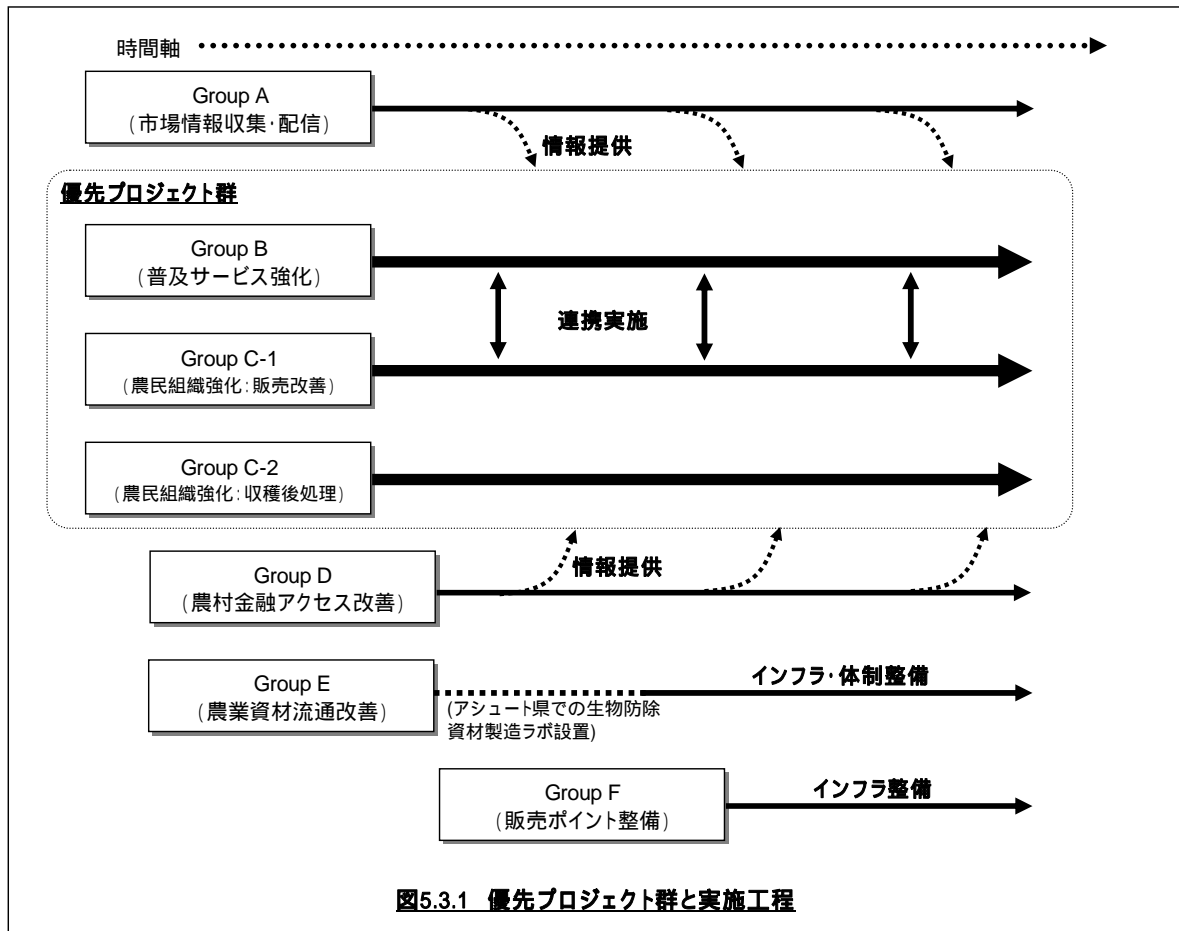 時間軸
Group A
(市場情報収集・配信)
情報提供
優先プロジェクト群
Group B
(普及サービス強化)
連携実施
Group C-1
(農民組織強化:販売改善)
Group C-2
(農民組織強化:収穫後処理)
情報提供
Group D
(農村金融アクセス改善)
Group E
(農業資材流通改善)
インフラ・体制整備
(アシュート県での生物防除
資材製造ラボ設置)
Group F
(販売ポイント整備)
インフラ整備
図5.3.1 優先プロジェクト群と実施工程